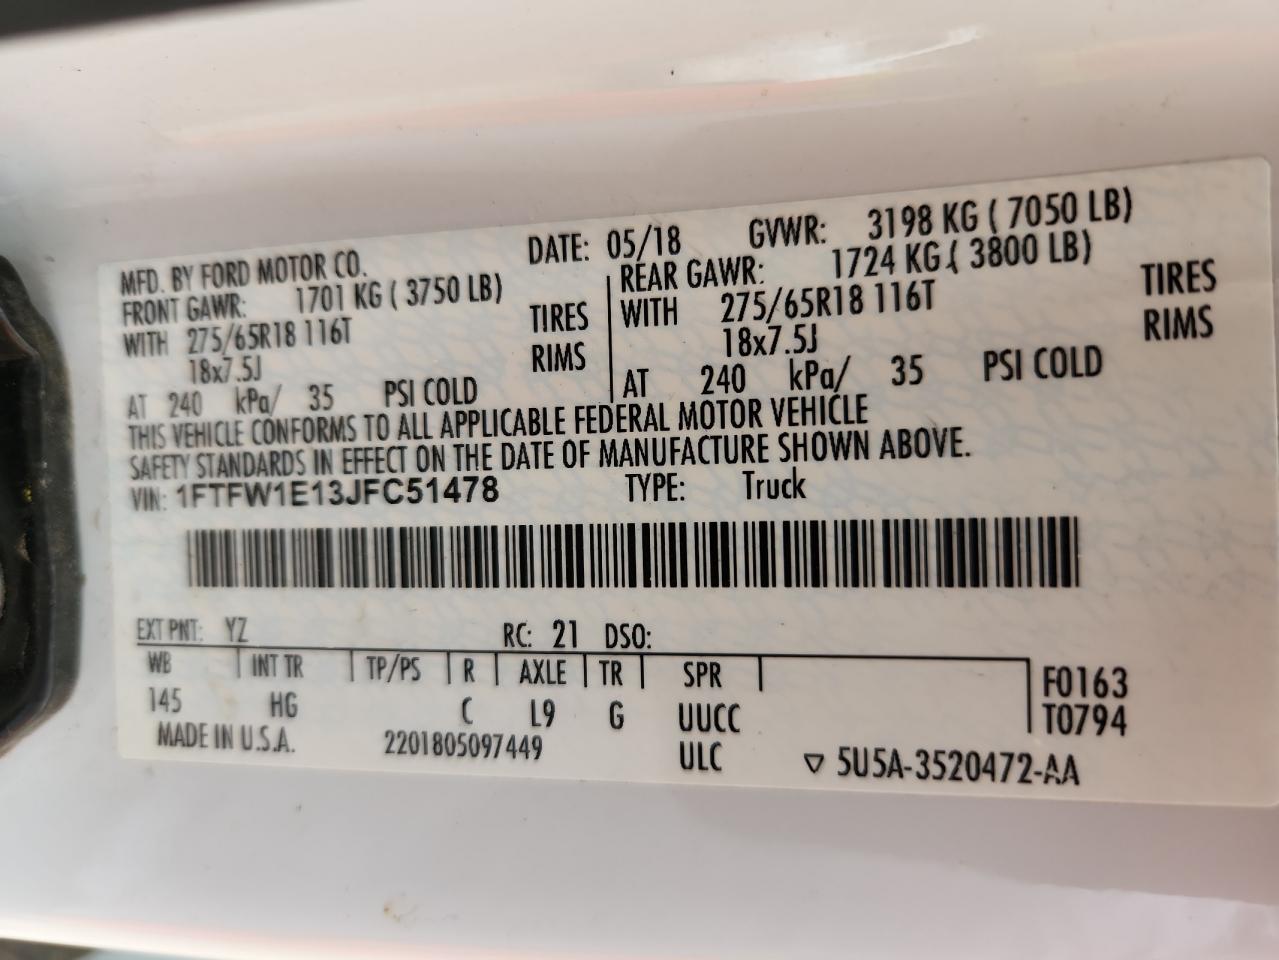 MFD. BY FORD MOTOR CO. DATE: 05/18 GVWR: 3198 KG ( 7050 LB)
FRONT GAWR: 1701 KG ( 3750 LB) REAR GAWR: 1724 KG ( 3800 LB)
WITH 275/65R18 116T TIRES WITH 275/65R18 116T TIRES
18x7.5J RIMS 18x7.5J RIMS
AT 240 kPa/ 35 PSI COLD AT 240 kPa/ 35 PSI COLD
THIS VEHICLE CONFORMS TO ALL APPLICABLE FEDERAL MOTOR VEHICLE
SAFETY STANDARDS IN EFFECT ON THE DATE OF MANUFACTURE SHOWN ABOVE.
VIN: 1FTFW1E13JFC51478 TYPE: Truck
EXT PNT: YZ RC: 21 DSO:
WB INT TR TP/PS R AXLE TR SPR F0163
145 HG C L9 G UUCC T0794
MADE IN U.S.A. 2201805097449 ULC ▽ 5U5A-3520472-AA